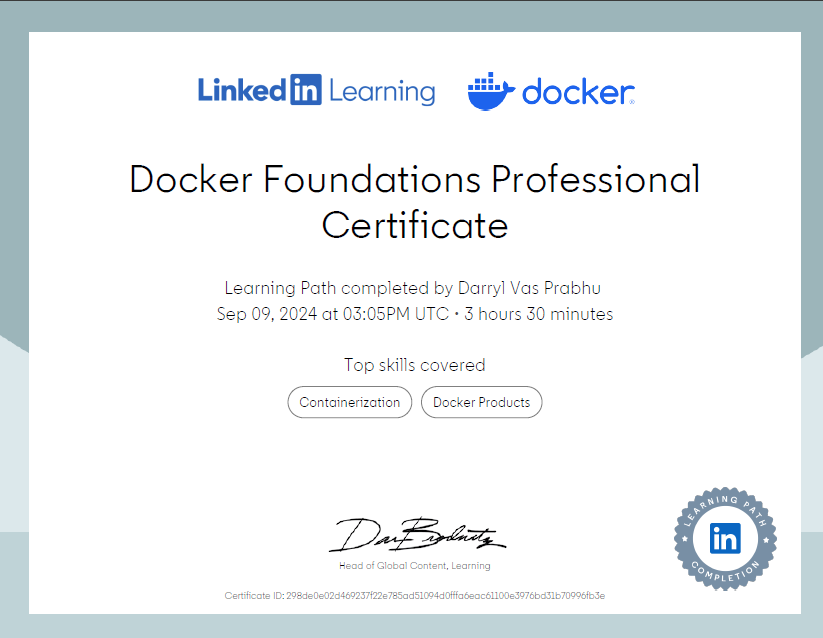 LinkedIn Learning docker
Docker Foundations Professional
Certificate
Learning Path completed by Darryl Vas Prabhu
Sep 09, 2024 at 03:05PM UTC • 3 hours 30 minutes
Top skills covered
Containerization Docker Products
Head of Global Content, Learning
LEARNING PATH
in
COMPLETION
Certificate ID: 298de0e02d469237f22e785ad51094d0fffa6eac61100e3976bd31b70996fb3e